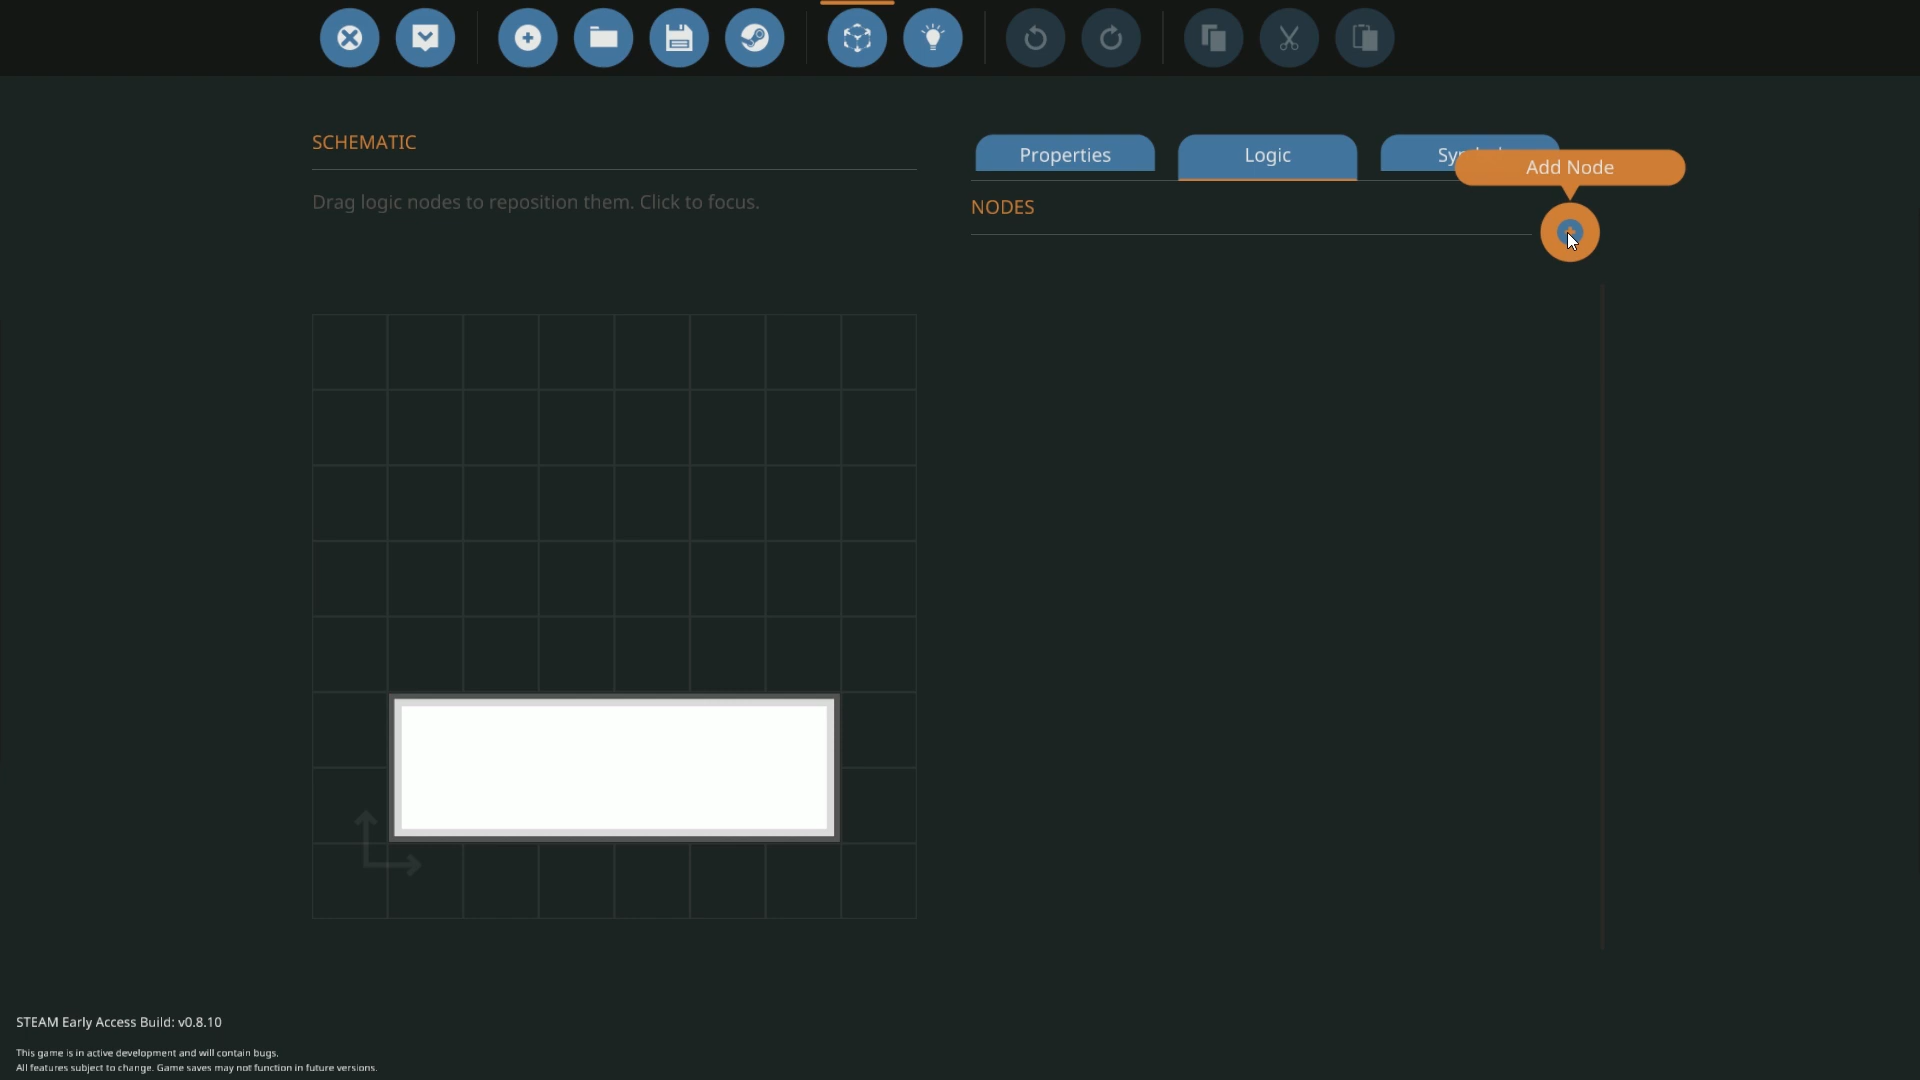 SCHEMATIC
Drag logic nodes to reposition them. Click to focus.
Properties
Logic
Add Node
NODES
STEAM Early Access Build: v0.8.10
This game is in active development and will contain bugs.
All features subject to change. Game saves may not function in future versions.